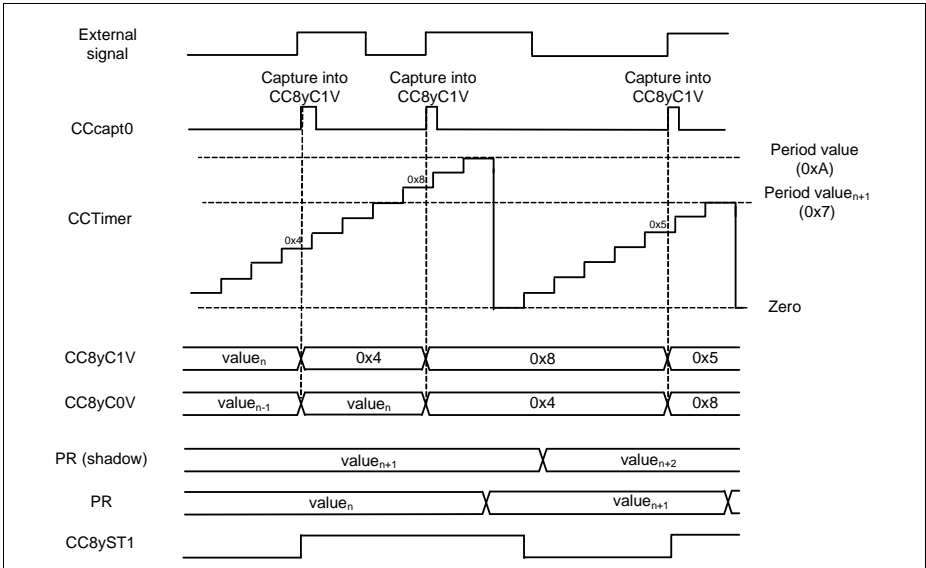 External
signal
Capture into
CC8yC1V
Capture into
CC8yC1V
Capture into
CC8yC1V
CCcapt0
Period value
(0xA)
Period valueₙ₊₁
(0x7)
CCTimer
0x4
0x8
0x5
Zero
CC8yC1V
valueₙ
0x4
0x8
0x5
CC8yC0V
valueₙ₋₁
valueₙ
0x4
0x8
PR (shadow)
valueₙ₊₁
valueₙ₊₂
PR
valueₙ
valueₙ₊₁
CC8yST1